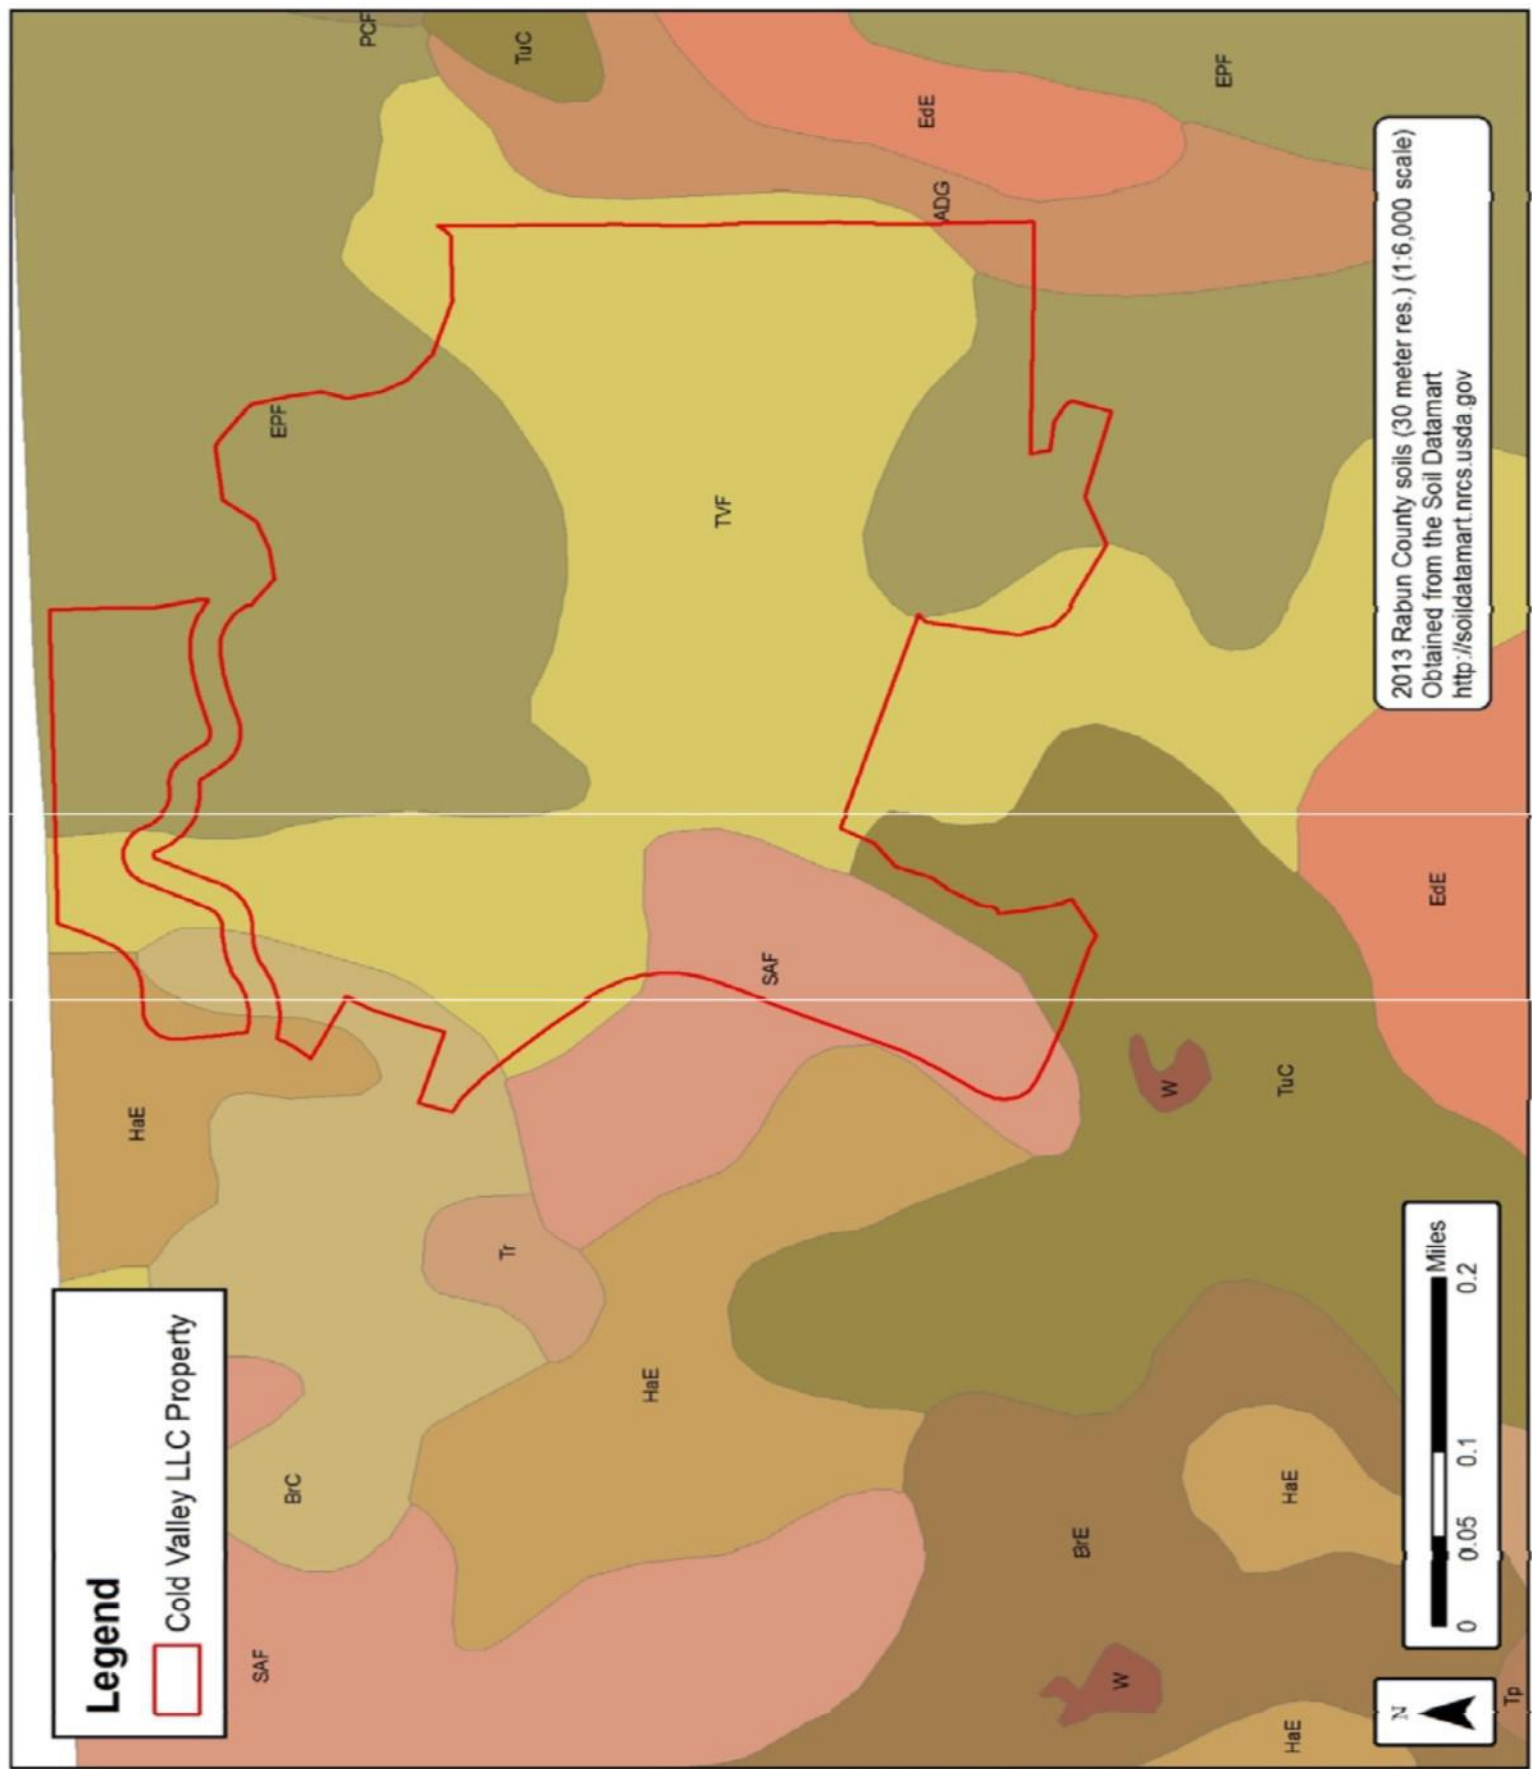 Legend
Cold Valley LLC Property
SAF
BrC
HaE
Tr
EPF
PCF
TuC
EdE
EPF
ADG
TVF
SAF
HaE
W
TuC
EdE
BrE
HaE
W
HaE
Tp
N
0 0.05 0.1 0.2
Miles
2013 Rabun County soils (30 meter res.) (1:6,000 scale)
Obtained from the Soil Datamart
http://soildatamart.nrcs.usda.gov